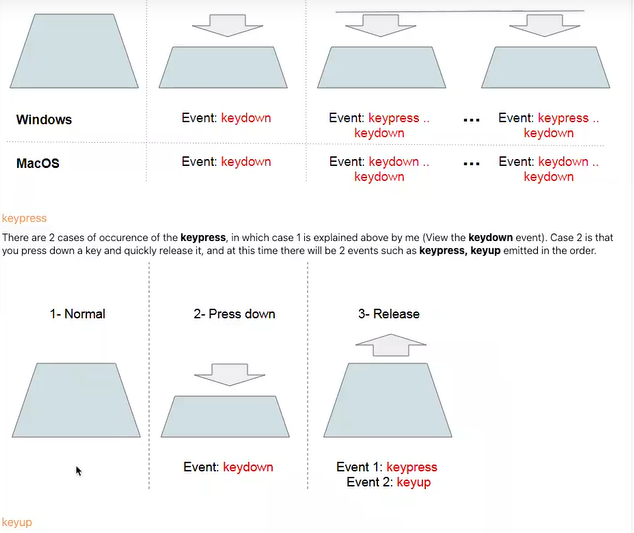 Windows
Event: keydown
Event: keypress ..
keydown
...
Event: keypress ..
keydown
MacOS
Event: keydown
Event: keydown ..
keydown
...
Event: keydown ..
keydown
keypress
There are 2 cases of occurence of the keypress, in which case 1 is explained above by me (View the keydown event). Case 2 is that
you press down a key and quickly release it, and at this time there will be 2 events such as keypress, keyup emitted in the order.
1- Normal
2- Press down
3- Release
Event: keydown
Event 1: keypress
Event 2: keyup
keyup